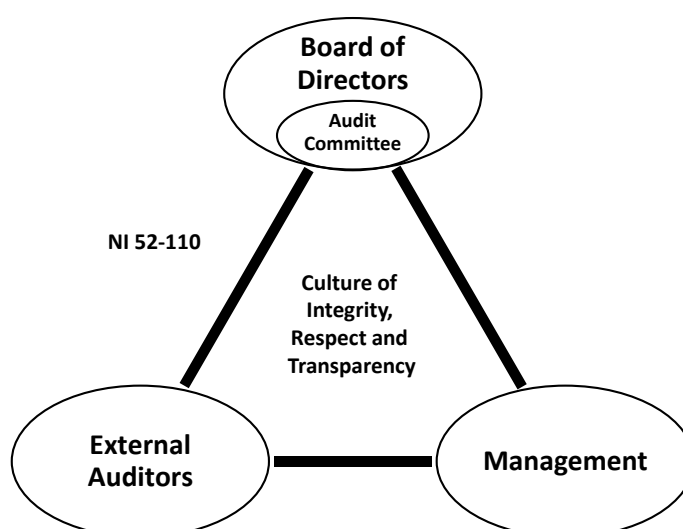 Board of
Directors
Audit
Committee
NI 52-110
Culture of
Integrity,
Respect and
Transparency
External
Auditors
Management